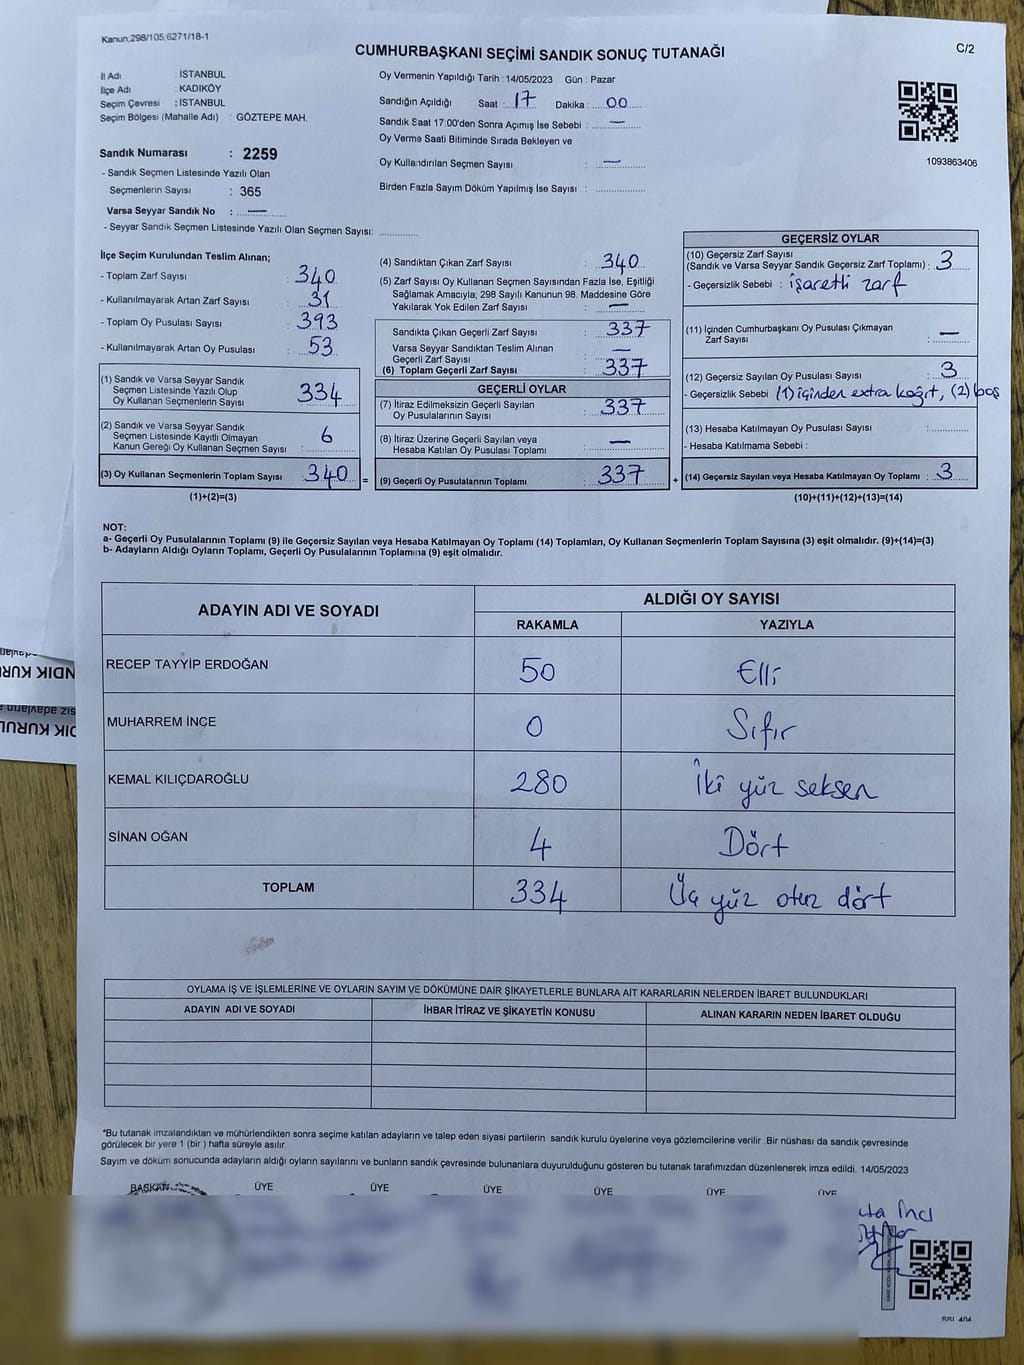 Kanun:298/105,6271/18-1
CUMHURBAŞKANI SEÇİMİ SANDIK SONUÇ TUTANAĞI
C/2
İl Adı : İSTANBUL
İlçe Adı : KADIKÖY
Seçim Çevresi : İSTANBUL
Seçim Bölgesi (Mahalle Adı) : GÖZTEPE MAH.
Sandık Numarası : 2259
- Sandık Seçmen Listesinde Yazılı Olan
Seçmenlerin Sayısı : 365
Varsa Seyyar Sandık No : —
- Seyyar Sandık Seçmen Listesinde Yazılı Olan Seçmen Sayısı: ............
Oy Vermenin Yapıldığı Tarih : 14/05/2023 Gün : Pazar
Sandığın Açıldığı Saat : 17 Dakika : 00
Sandık Saat 17:00'den Sonra Açımış İse Sebebi : —
Oy Verme Saati Bitiminde Sırada Bekleyen ve
Oy Kullandırılan Seçmen Sayısı : —
Birden Fazla Sayım Döküm Yapılmış İse Sayısı : ...............
1093863406
İlçe Seçim Kurulundan Teslim Alınan;
- Toplam Zarf Sayısı : 340
- Kullanılmayarak Artan Zarf Sayısı : 31
- Toplam Oy Pusulası Sayısı : 393
- Kullanılmayarak Artan Oy Pusulası : 53
(1) Sandık ve Varsa Seyyar Sandık
Seçmen Listesinde Yazılı Olup
Oy Kullanan Seçmenlerin Sayısı : 334
(2) Sandık ve Varsa Seyyar Sandık
Seçmen Listesinde Kayıtlı Olmayan
Kanun Gereği Oy Kullanan Seçmen Sayısı : 6
(3) Oy Kullanan Seçmenlerin Toplam Sayısı : 340 =
(1)+(2)=(3)
(4) Sandıktan Çıkan Zarf Sayısı : 340
(5) Zarf Sayısı Oy Kullanan Seçmen Sayısından Fazla İse, Eşitliği
Sağlamak Amacıyla; 298 Sayılı Kanunun 98. Maddesine Göre
Yakılarak Yok Edilen Zarf Sayısı : —
Sandıkta Çıkan Geçerli Zarf Sayısı : 337
Varsa Seyyar Sandıktan Teslim Alınan
Geçerli Zarf Sayısı : —
(6) Toplam Geçerli Zarf Sayısı : 337
GEÇERLİ OYLAR
(7) İtiraz Edilmeksizin Geçerli Sayılan
Oy Pusulalarının Sayısı : 337
(8) İtiraz Üzerine Geçerli Sayılan veya
Hesaba Katılan Oy Pusulası Toplamı : —
(9) Geçerli Oy Pusulalarının Toplamı : 337 +
GEÇERSİZ OYLAR
(10) Geçersiz Zarf Sayısı
(Sandık ve Varsa Seyyar Sandık Geçersiz Zarf Toplamı) : 3
- Geçersizlik Sebebi : işaretli zarf
(11) İçinden Cumhurbaşkanı Oy Pusulası Çıkmayan
Zarf Sayısı : —
(12) Geçersiz Sayılan Oy Pusulası Sayısı : 3
- Geçersizlik Sebebi (1) içinden extra kağıt, (2) boş
(13) Hesaba Katılmayan Oy Pusulası Sayısı : ............
- Hesaba Katılmama Sebebi :
(14) Geçersiz Sayılan veya Hesaba Katılmayan Oy Toplamı : 3
(10)+(11)+(12)+(13)=(14)
NOT:
a- Geçerli Oy Pusulalarının Toplamı (9) ile Geçersiz Sayılan veya Hesaba Katılmayan Oy Toplamı (14) Toplamları, Oy Kullanan Seçmenlerin Toplam Sayısına (3) eşit olmalıdır. (9)+(14)=(3)
b- Adayların Aldığı Oyların Toplamı, Geçerli Oy Pusulalarının Toplamına (9) eşit olmalıdır.
ADAYIN ADI VE SOYADI
ALDIĞI OY SAYISI
RAKAMLA YAZIYLA
RECEP TAYYİP ERDOĞAN 50 Elli
MUHARREM İNCE 0 Sıfır
KEMAL KILIÇDAROĞLU 280 İki yüz seksen
SİNAN OĞAN 4 Dört
TOPLAM 334 Üç yüz otuz dört
OYLAMA İŞ VE İŞLEMLERİNE VE OYLARIN SAYIM VE DÖKÜMÜNE DAİR ŞİKAYETLERLE BUNLARA AİT KARARLARIN NELERDEN İBARET BULUNDUKLARI
ADAYIN ADI VE SOYADI İHBAR İTİRAZ VE ŞİKAYETİN KONUSU ALINAN KARARIN NEDEN İBARET OLDUĞU
*Bu tutanak imzalandıktan ve mühürlendikten sonra seçime katılan adayların ve talep eden siyasi partilerin sandık kurulu üyelerine veya gözlemcilerine verilir .Bir nüshası da sandık çevresinde
görülecek bir yere 1 (bir ) hafta süreyle asılır.
Sayım ve döküm sonucunda adayların aldığı oyların sayılarını ve bunların sandık çevresinde bulunanlara duyurulduğunu gösteren bu tutanak tarafımızdan düzenlenerek imza edildi. 14/05/2023
BAŞKAN ÜYE ÜYE ÜYE ÜYE ÜYE ÜYE